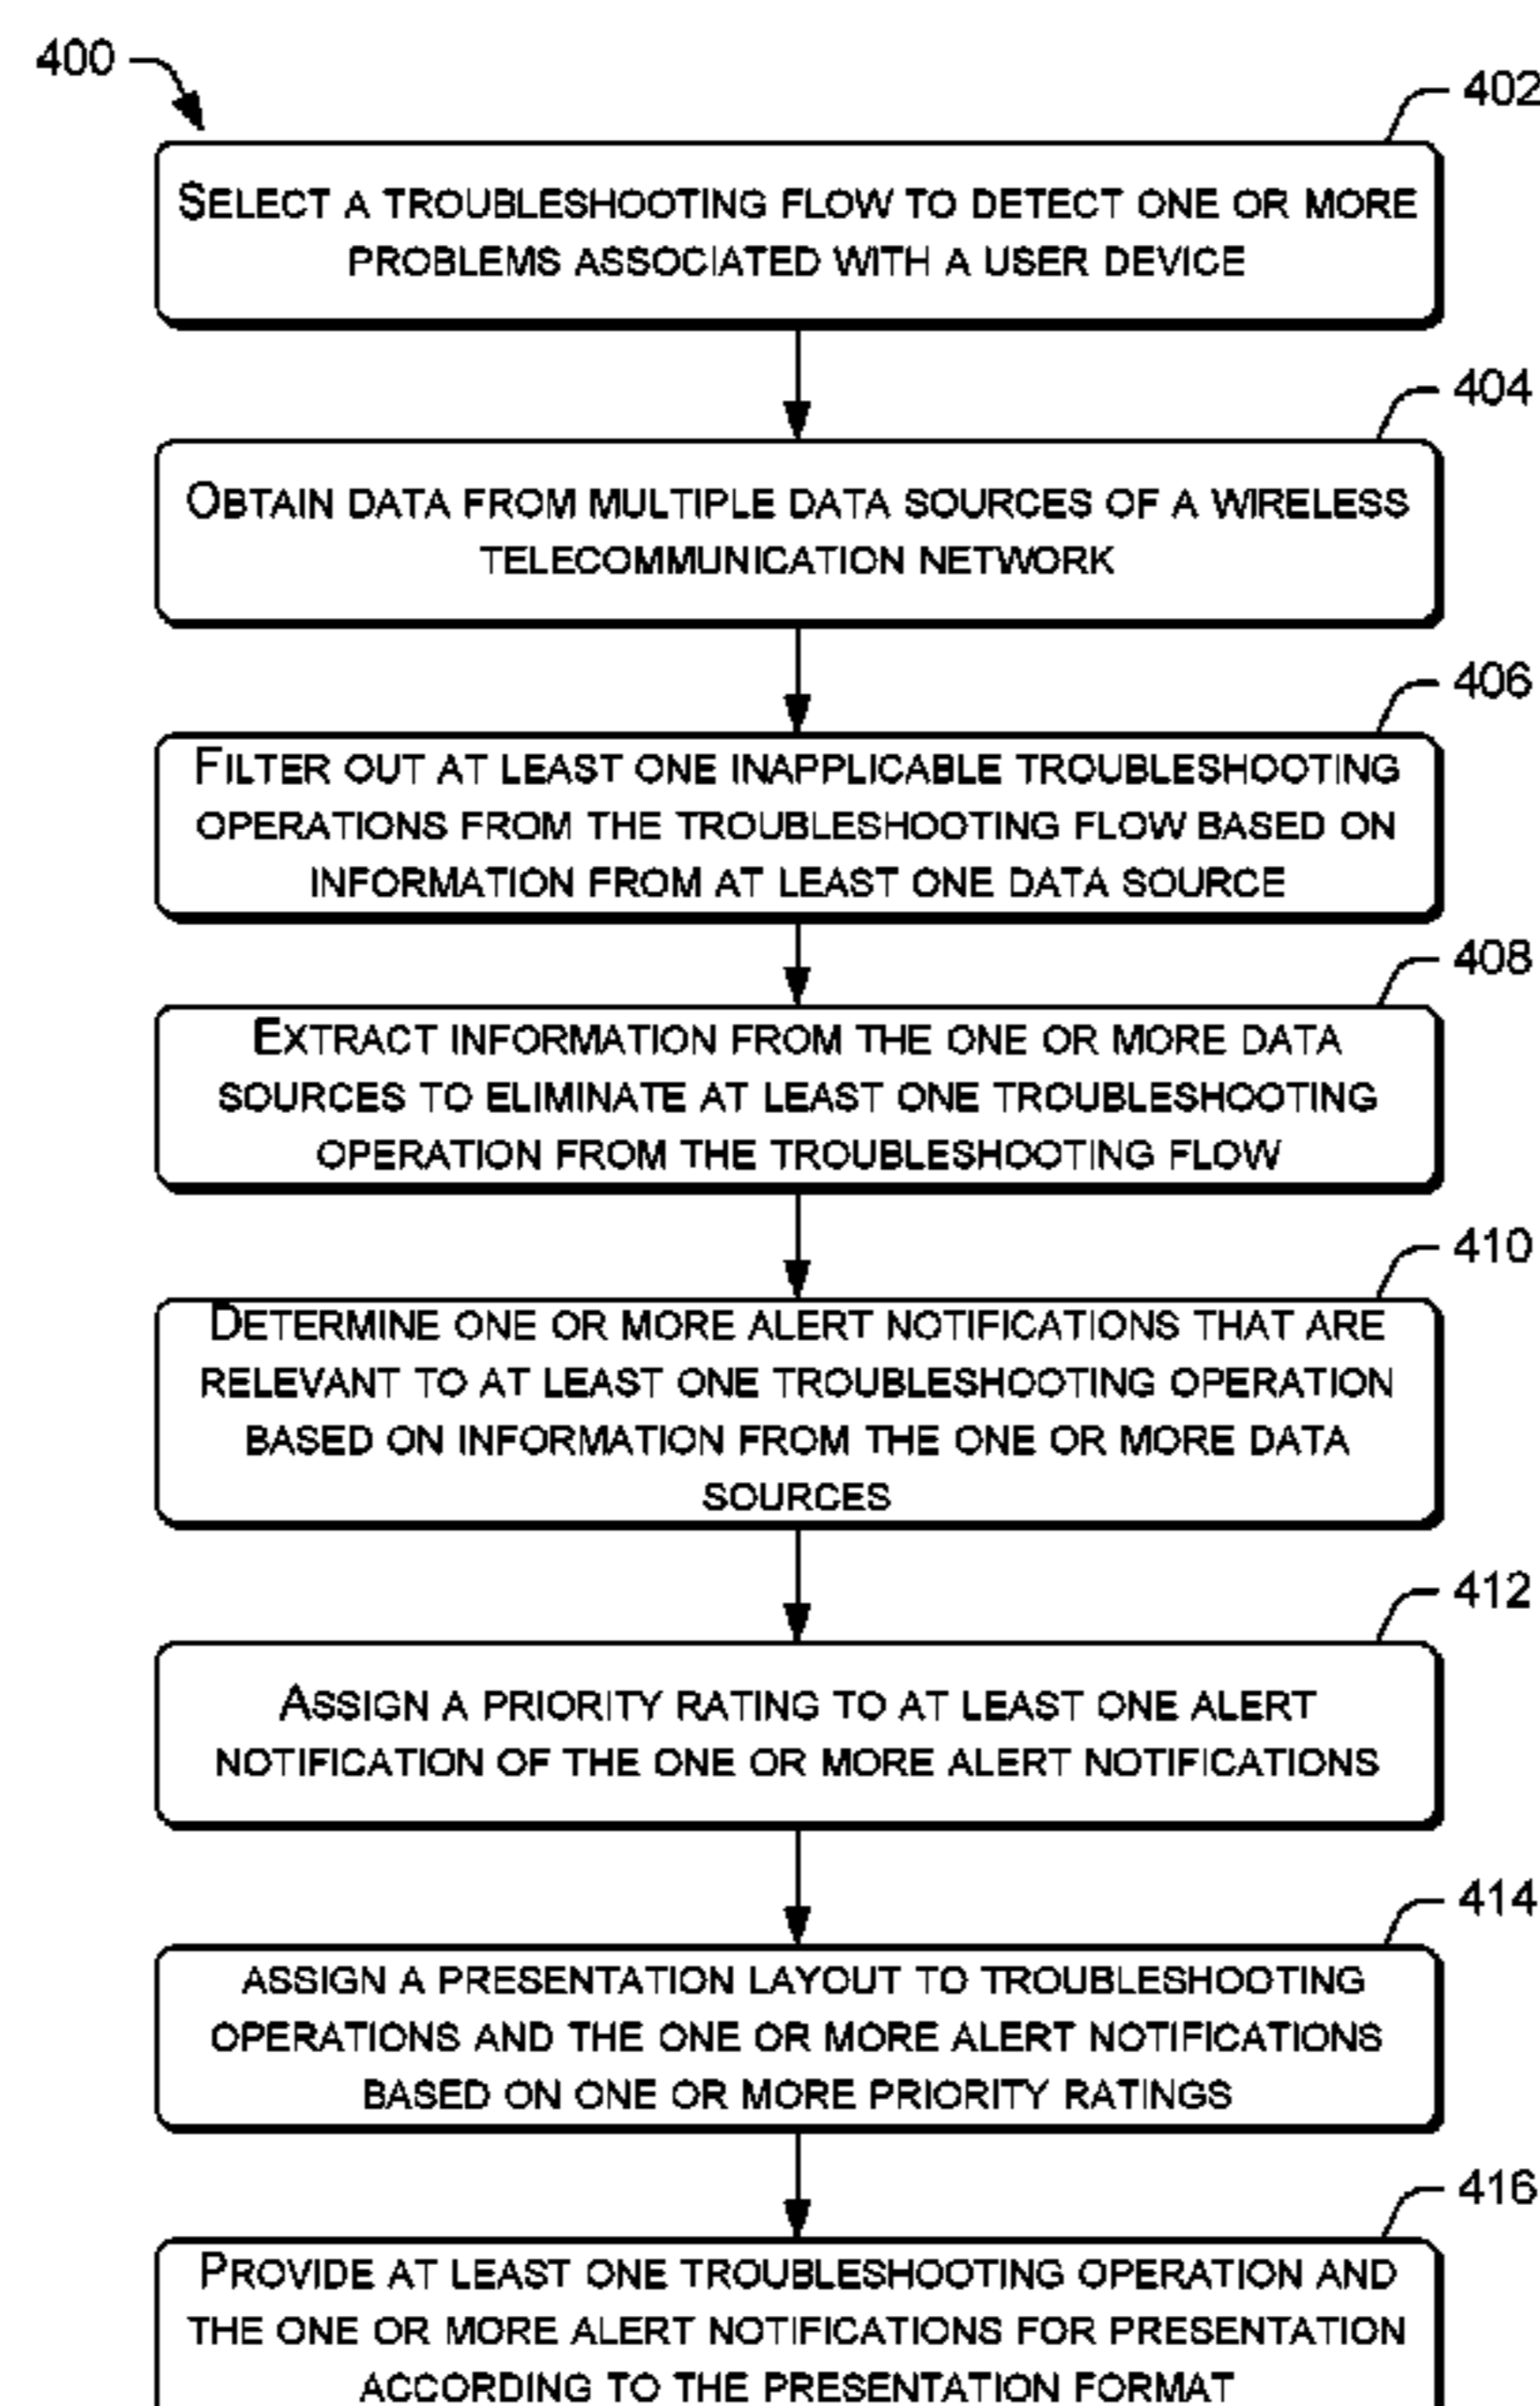 400
402
SELECT A TROUBLESHOOTING FLOW TO DETECT ONE OR MORE
PROBLEMS ASSOCIATED WITH A USER DEVICE
404
OBTAIN DATA FROM MULTIPLE DATA SOURCES OF A WIRELESS
TELECOMMUNICATION NETWORK
406
FILTER OUT AT LEAST ONE INAPPLICABLE TROUBLESHOOTING
OPERATIONS FROM THE TROUBLESHOOTING FLOW BASED ON
INFORMATION FROM AT LEAST ONE DATA SOURCE
408
EXTRACT INFORMATION FROM THE ONE OR MORE DATA
SOURCES TO ELIMINATE AT LEAST ONE TROUBLESHOOTING
OPERATION FROM THE TROUBLESHOOTING FLOW
410
DETERMINE ONE OR MORE ALERT NOTIFICATIONS THAT ARE
RELEVANT TO AT LEAST ONE TROUBLESHOOTING OPERATION
BASED ON INFORMATION FROM THE ONE OR MORE DATA
SOURCES
412
ASSIGN A PRIORITY RATING TO AT LEAST ONE ALERT
NOTIFICATION OF THE ONE OR MORE ALERT NOTIFICATIONS
414
ASSIGN A PRESENTATION LAYOUT TO TROUBLESHOOTING
OPERATIONS AND THE ONE OR MORE ALERT NOTIFICATIONS
BASED ON ONE OR MORE PRIORITY RATINGS
416
PROVIDE AT LEAST ONE TROUBLESHOOTING OPERATION AND
THE ONE OR MORE ALERT NOTIFICATIONS FOR PRESENTATION
ACCORDING TO THE PRESENTATION FORMAT